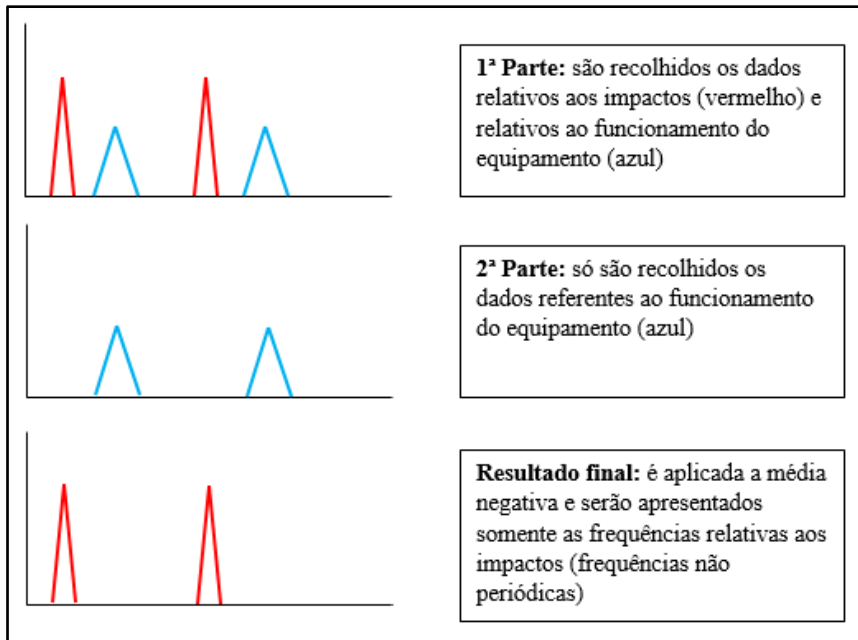 1ª Parte: são recolhidos os dados
relativos aos impactos (vermelho) e
relativos ao funcionamento do
equipamento (azul)
2ª Parte: só são recolhidos os
dados referentes ao funcionamento
do equipamento (azul)
Resultado final: é aplicada a média
negativa e serão apresentados
somente as frequências relativas aos
impactos (frequências não
periódicas)